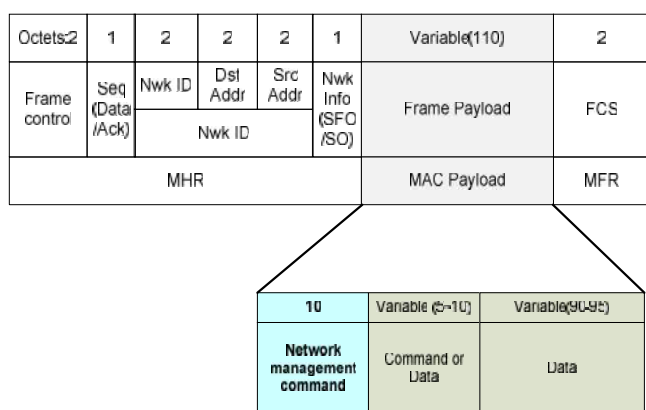 Octets:2 1 2 2 2 1 Variable(110) 2
Frame control
Seq (Data /Ack)
Nwk ID
Dst Addr
Src Addr
Nwk ID
Nwk Info (SFO /SO)
Frame Payload
FCS
MHR MAC Payload MFR
10 Variable (5~10) Variable(90-95)
Network management command
Command or Data
Data